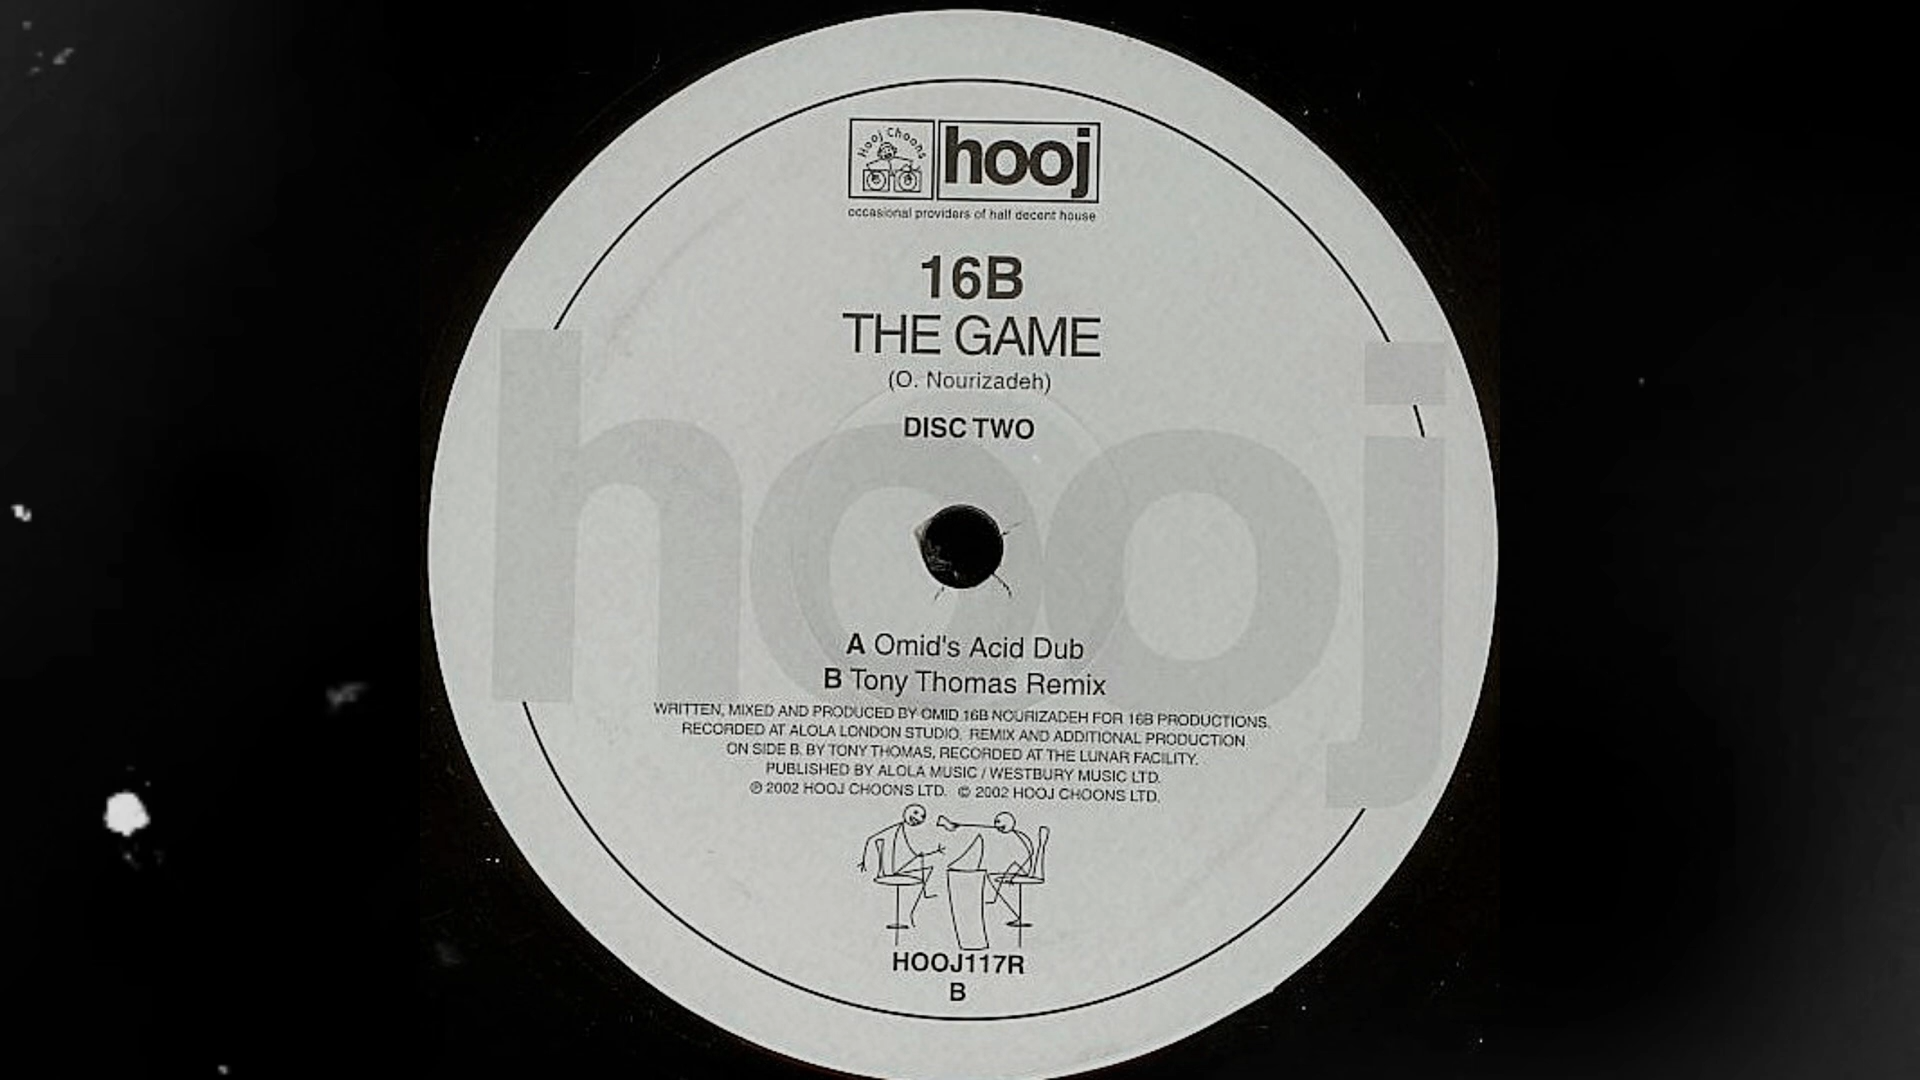 Hooj Choons
hooj
occasional providers of half decent house
16B
THE GAME
(O. Nourizadeh)
DISC TWO
hooj
A Omid's Acid Dub
B Tony Thomas Remix
WRITTEN, MIXED AND PRODUCED BY OMID 16B NOURIZADEH FOR 16B PRODUCTIONS.
RECORDED AT ALOLA LONDON STUDIO. REMIX AND ADDITIONAL PRODUCTION
ON SIDE B. BY TONY THOMAS, RECORDED AT THE LUNAR FACILITY.
PUBLISHED BY ALOLA MUSIC / WESTBURY MUSIC LTD.
℗ 2002 HOOJ CHOONS LTD. © 2002 HOOJ CHOONS LTD.
HOOJ117R
B